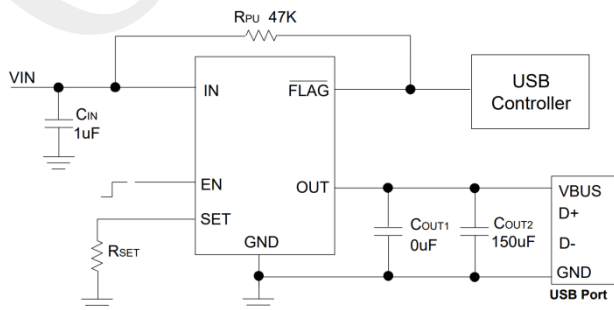 RPU 47K
VIN
IN
FLAG
USB
Controller
CIN
1uF
EN
OUT
VBUS
SET
D+
COUT1
COUT2
RSET
0uF
150uF
D-
GND
GND
USB Port